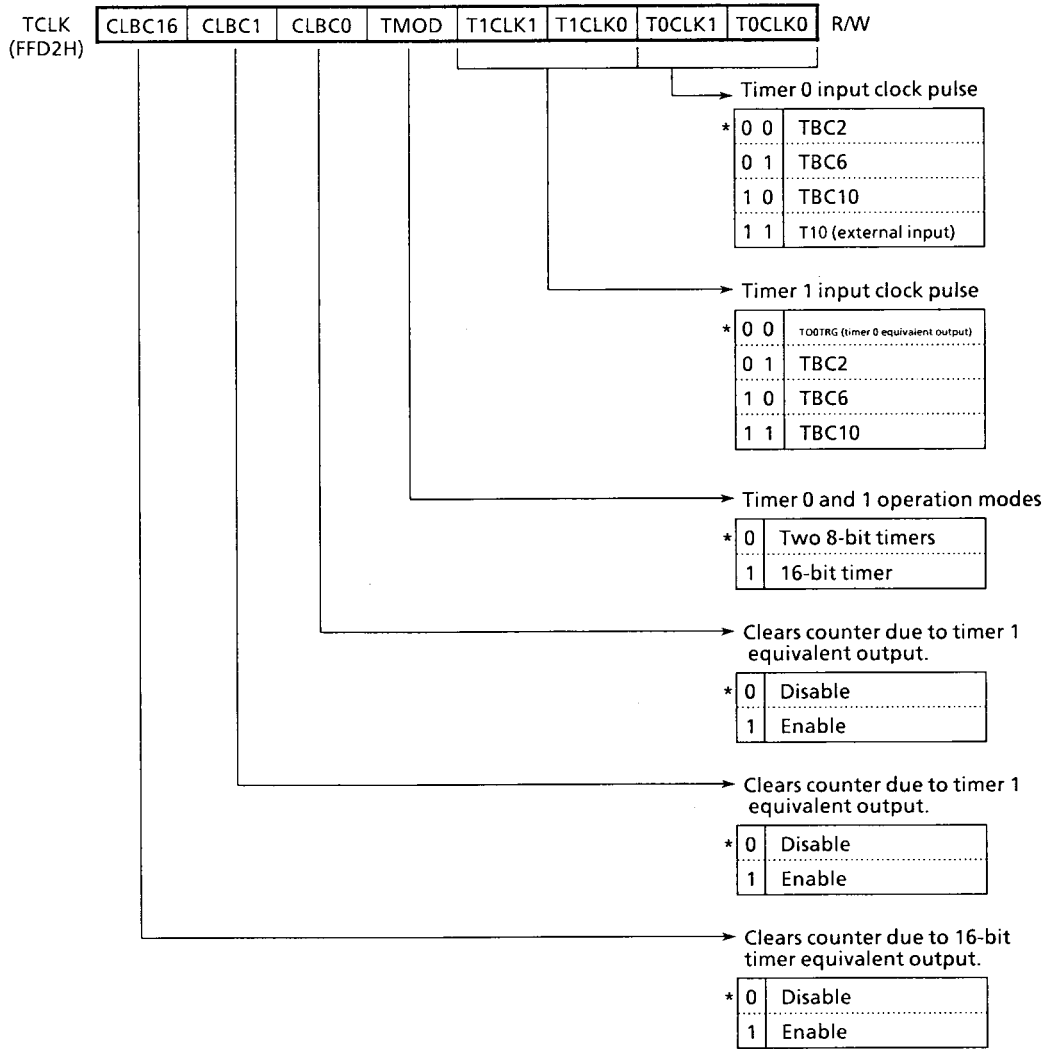 TCLK CLBC16 CLBC1 CLBC0 TMOD T1CLK1 T1CLK0 T0CLK1 T0CLK0 R/W
(FFD2H)
Timer 0 input clock pulse
* 0 0 TBC2
0 1 TBC6
1 0 TBC10
1 1 T10 (external input)
Timer 1 input clock pulse
* 0 0 TO0TRG (timer 0 equivalent output)
0 1 TBC2
1 0 TBC6
1 1 TBC10
Timer 0 and 1 operation modes
* 0 Two 8-bit timers
1 16-bit timer
Clears counter due to timer 1
equivalent output.
* 0 Disable
1 Enable
Clears counter due to timer 1
equivalent output.
* 0 Disable
1 Enable
Clears counter due to 16-bit
timer equivalent output.
* 0 Disable
1 Enable